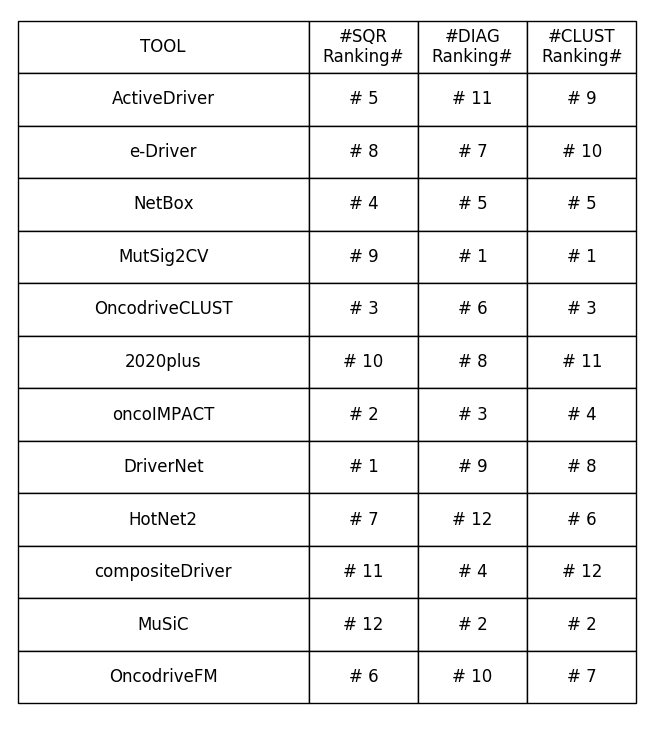 TOOL #SQR Ranking# #DIAG Ranking# #CLUST Ranking#
ActiveDriver # 5 # 11 # 9
e-Driver # 8 # 7 # 10
NetBox # 4 # 5 # 5
MutSig2CV # 9 # 1 # 1
OncodriveCLUST # 3 # 6 # 3
2020plus # 10 # 8 # 11
oncoIMPACT # 2 # 3 # 4
DriverNet # 1 # 9 # 8
HotNet2 # 7 # 12 # 6
compositeDriver # 11 # 4 # 12
MuSiC # 12 # 2 # 2
OncodriveFM # 6 # 10 # 7